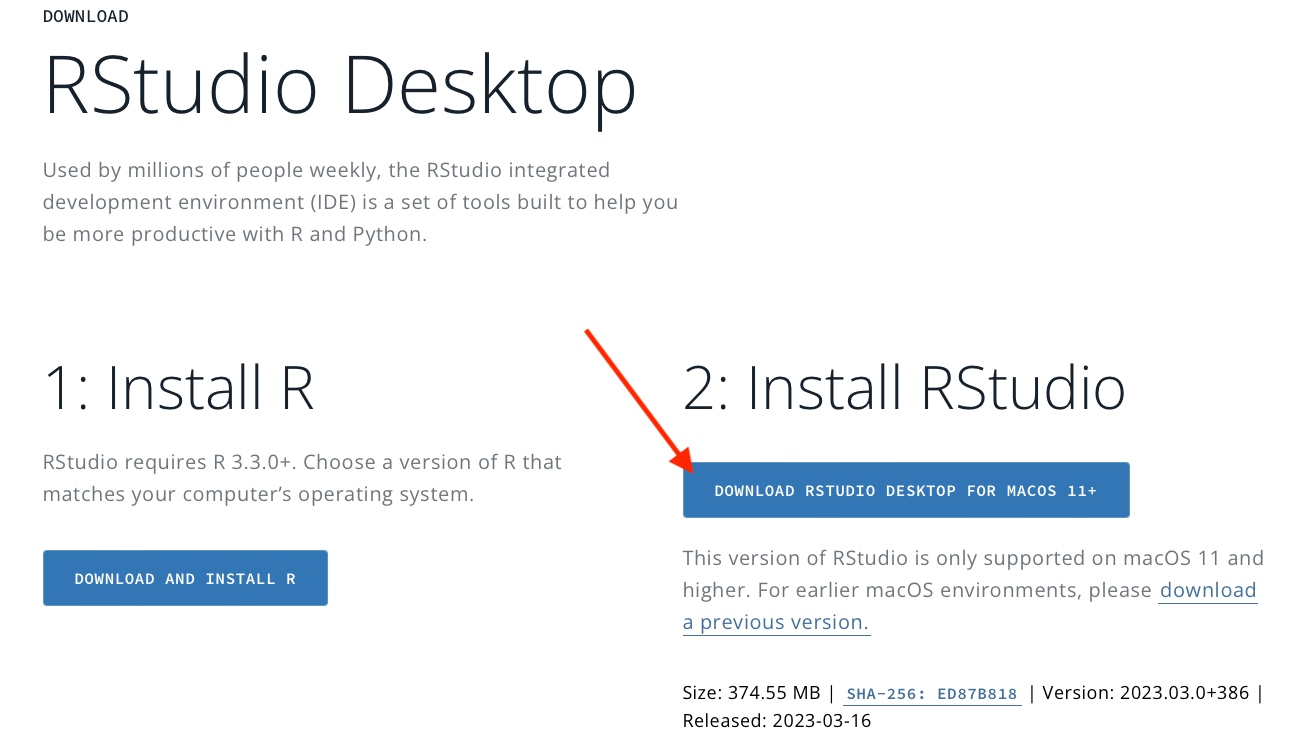 DOWNLOAD
RStudio Desktop
Used by millions of people weekly, the RStudio integrated
development environment (IDE) is a set of tools built to help you
be more productive with R and Python.
1: Install R
RStudio requires R 3.3.0+. Choose a version of R that
matches your computer’s operating system.
DOWNLOAD AND INSTALL R
2: Install RStudio
DOWNLOAD RSTUDIO DESKTOP FOR MACOS 11+
This version of RStudio is only supported on macOS 11 and
higher. For earlier macOS environments, please download
a previous version.
Size: 374.55 MB | SHA-256: ED87B818 | Version: 2023.03.0+386 |
Released: 2023-03-16